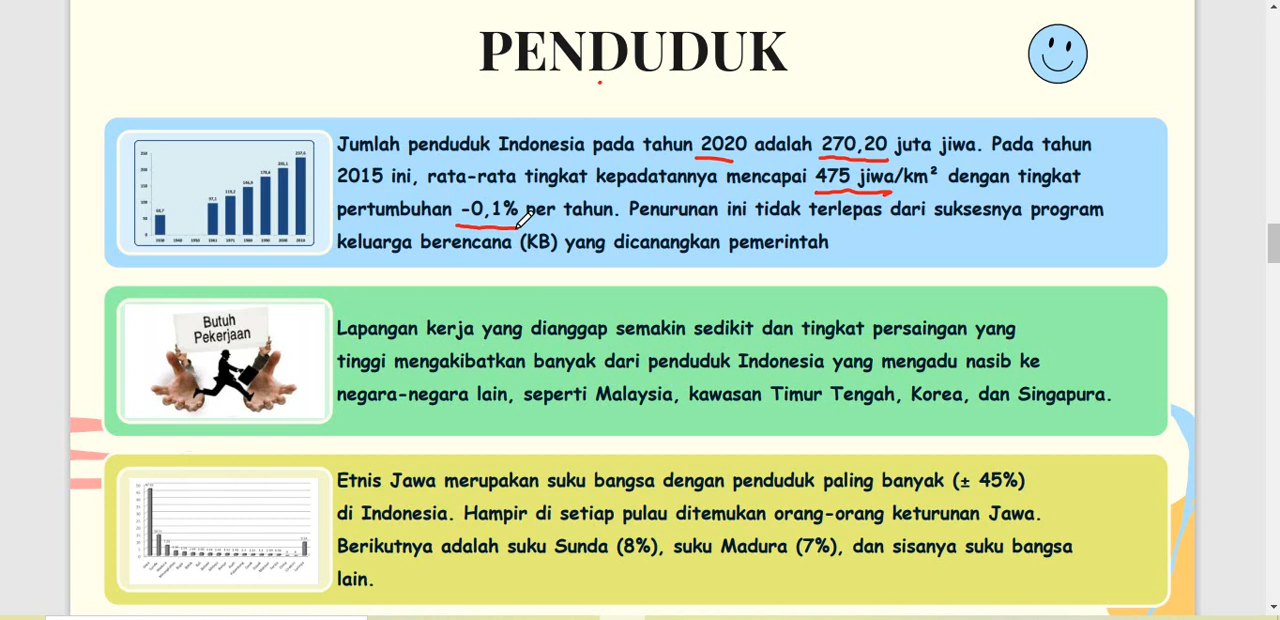 PENDUDUK
Jumlah penduduk Indonesia pada tahun 2020 adalah 270,20 juta jiwa. Pada tahun
2015 ini, rata-rata tingkat kepadatannya mencapai 475 jiwa/km² dengan tingkat
pertumbuhan -0,1% per tahun. Penurunan ini tidak terlepas dari suksesnya program
keluarga berencana (KB) yang dicanangkan pemerintah
Butuh
Pekerjaan
Lapangan kerja yang dianggap semakin sedikit dan tingkat persaingan yang
tinggi mengakibatkan banyak dari penduduk Indonesia yang mengadu nasib ke
negara-negara lain, seperti Malaysia, kawasan Timur Tengah, Korea, dan Singapura.
Etnis Jawa merupakan suku bangsa dengan penduduk paling banyak (± 45%)
di Indonesia. Hampir di setiap pulau ditemukan orang-orang keturunan Jawa.
Berikutnya adalah suku Sunda (8%), suku Madura (7%), dan sisanya suku bangsa
lain.